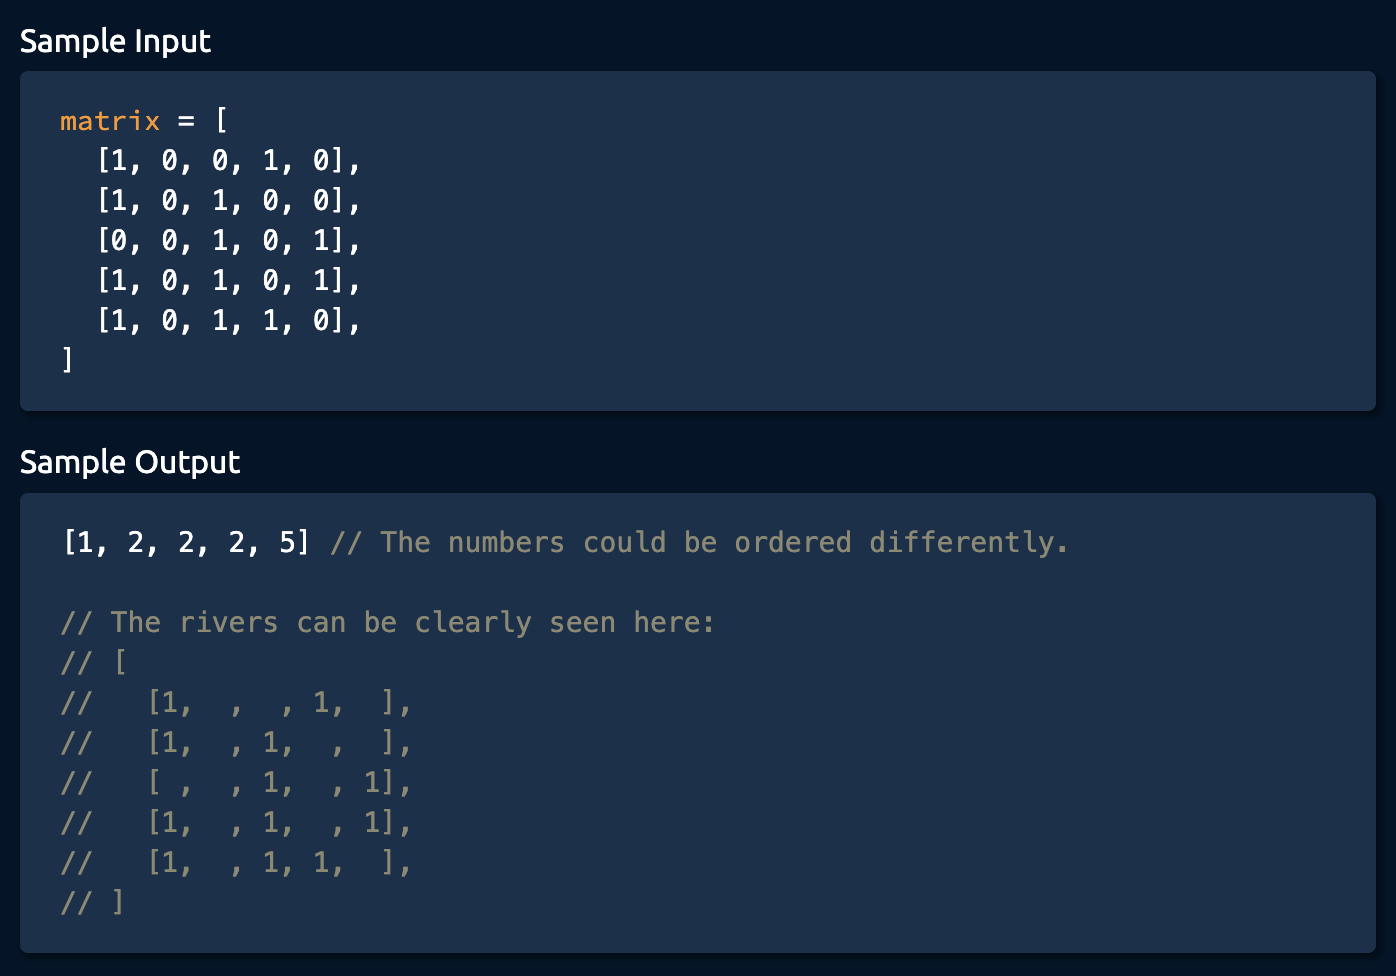 Sample Input
matrix = [
  [1, 0, 0, 1, 0],
  [1, 0, 1, 0, 0],
  [0, 0, 1, 0, 1],
  [1, 0, 1, 0, 1],
  [1, 0, 1, 1, 0],
]
Sample Output
[1, 2, 2, 2, 5] // The numbers could be ordered differently.
// The rivers can be clearly seen here:
// [
//   [1,  ,  , 1,  ],
//   [1,  , 1,  ,  ],
//   [ ,  , 1,  , 1],
//   [1,  , 1,  , 1],
//   [1,  , 1, 1,  ],
// ]